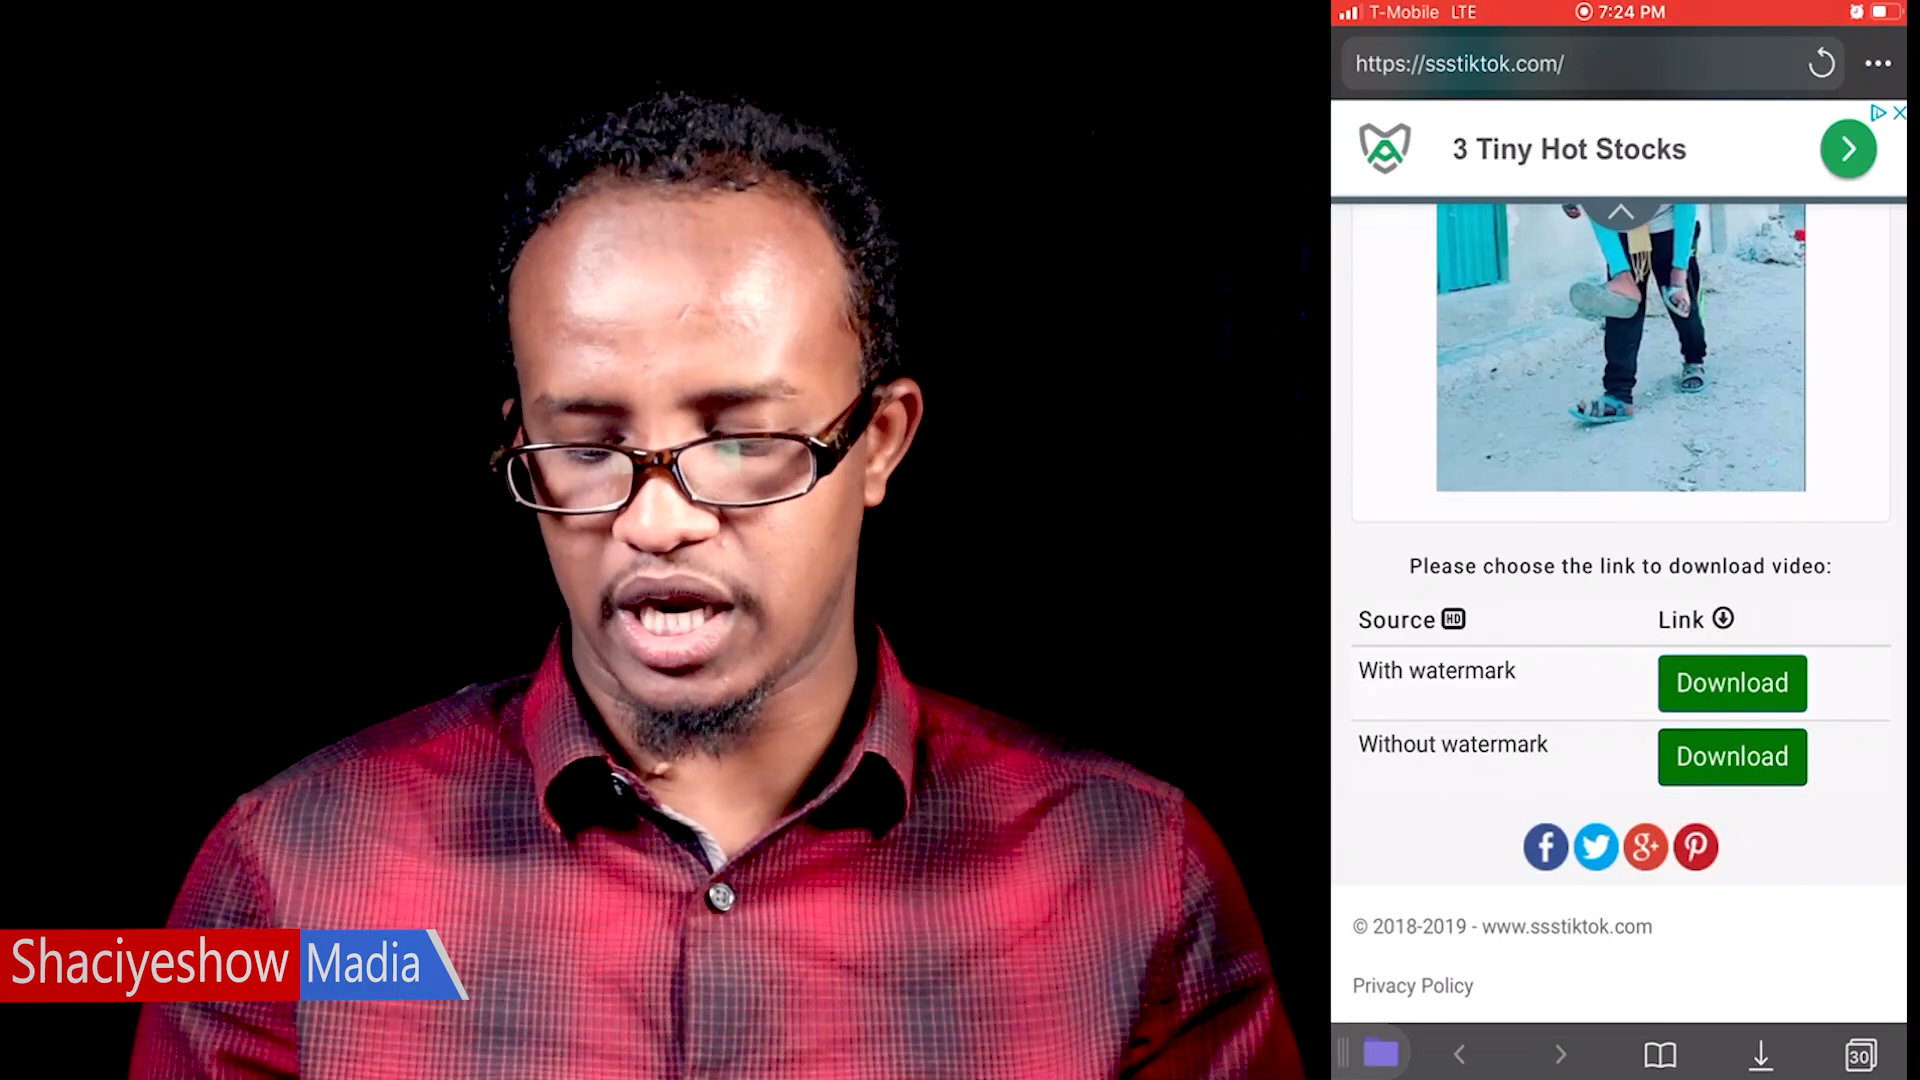 T-Mobile LTE 7:24 PM
https://ssstiktok.com/
3 Tiny Hot Stocks
Please choose the link to download video:
Source HD Link
With watermark Download
Without watermark Download
© 2018-2019 - www.ssstiktok.com
Privacy Policy
30
Shaciyeshow Madia